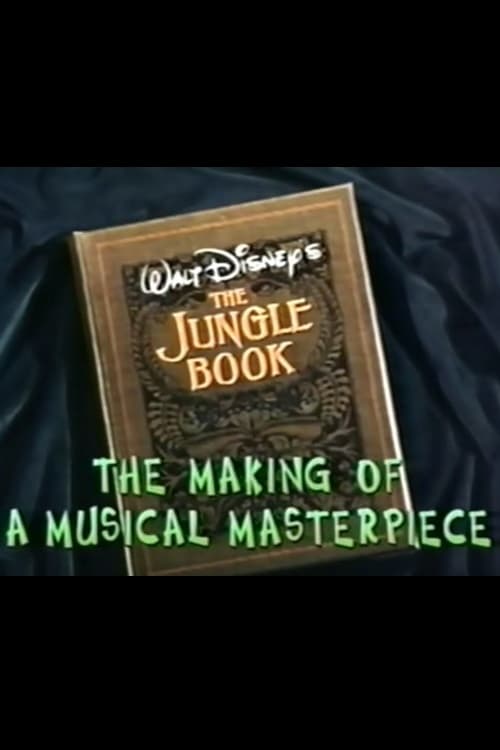 WALT DISNEY'S
THE
JUNGLE
BOOK
THE MAKING OF
A MUSICAL MASTERPIECE